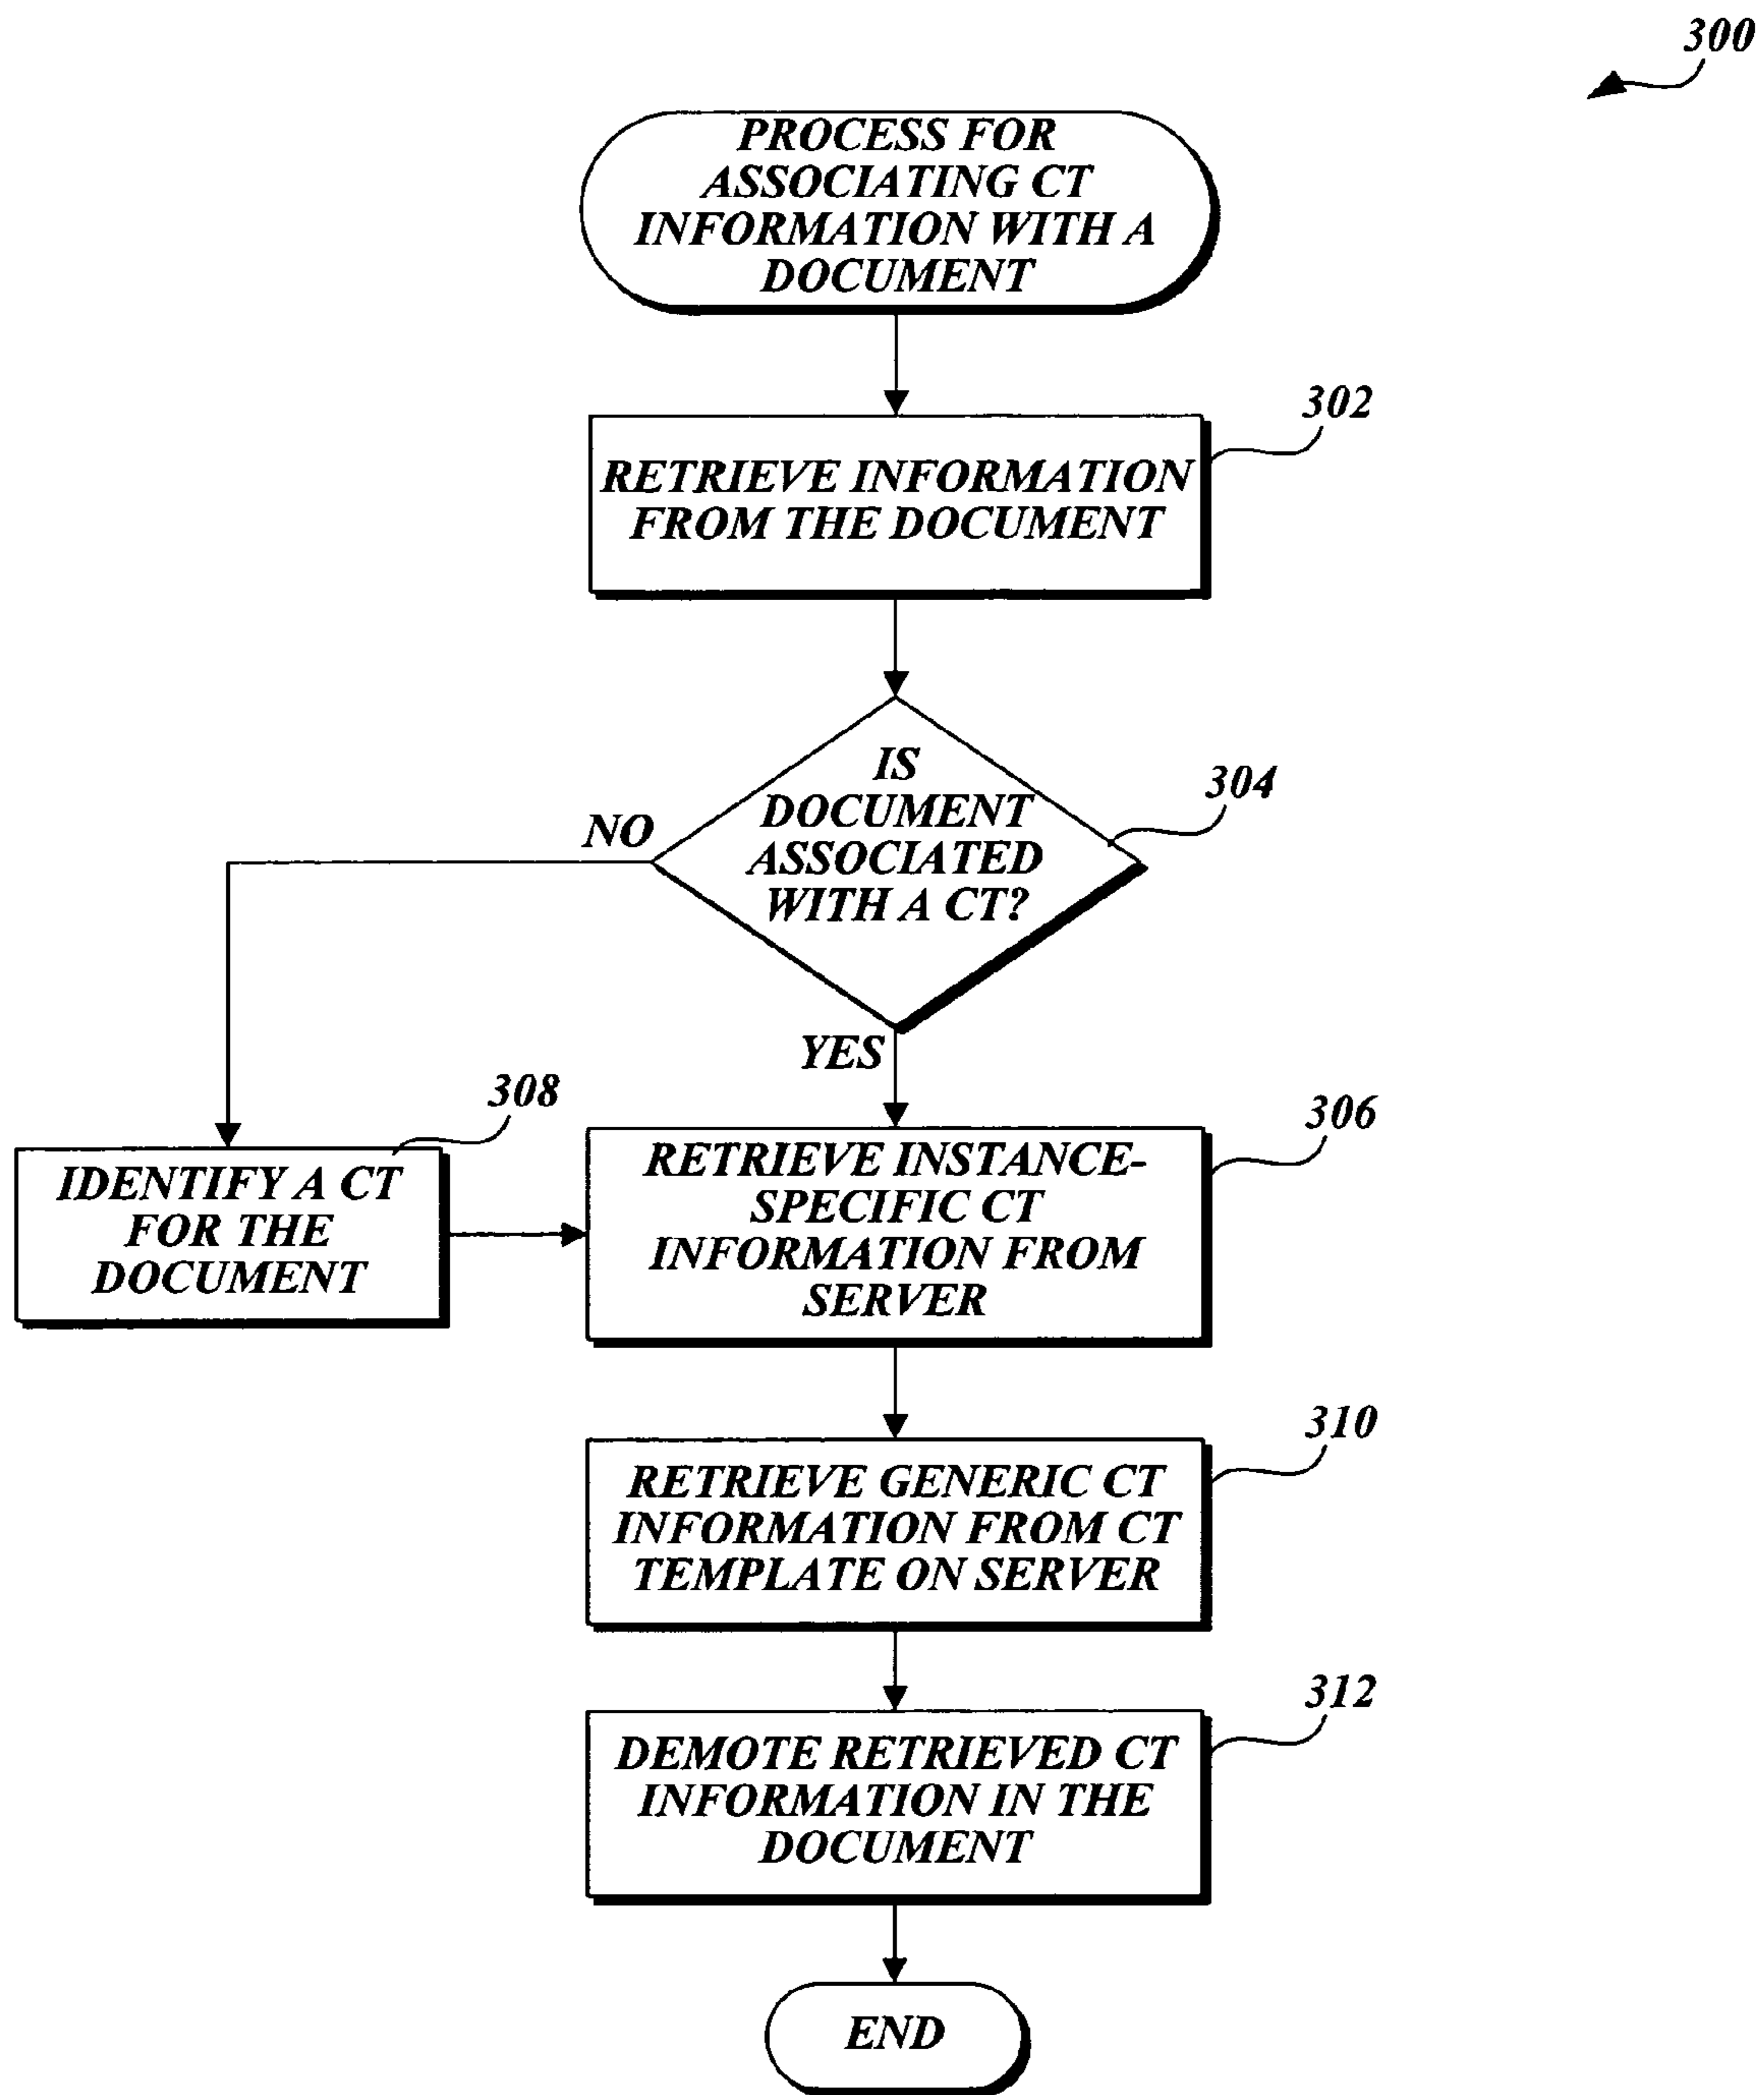 300
PROCESS FOR
ASSOCIATING CT
INFORMATION WITH A
DOCUMENT
302
RETRIEVE INFORMATION
FROM THE DOCUMENT
IS
DOCUMENT
ASSOCIATED
WITH A CT?
304
NO
YES
308
IDENTIFY A CT
FOR THE
DOCUMENT
306
RETRIEVE INSTANCE-
SPECIFIC CT
INFORMATION FROM
SERVER
310
RETRIEVE GENERIC CT
INFORMATION FROM CT
TEMPLATE ON SERVER
312
DEMOTE RETRIEVED CT
INFORMATION IN THE
DOCUMENT
END